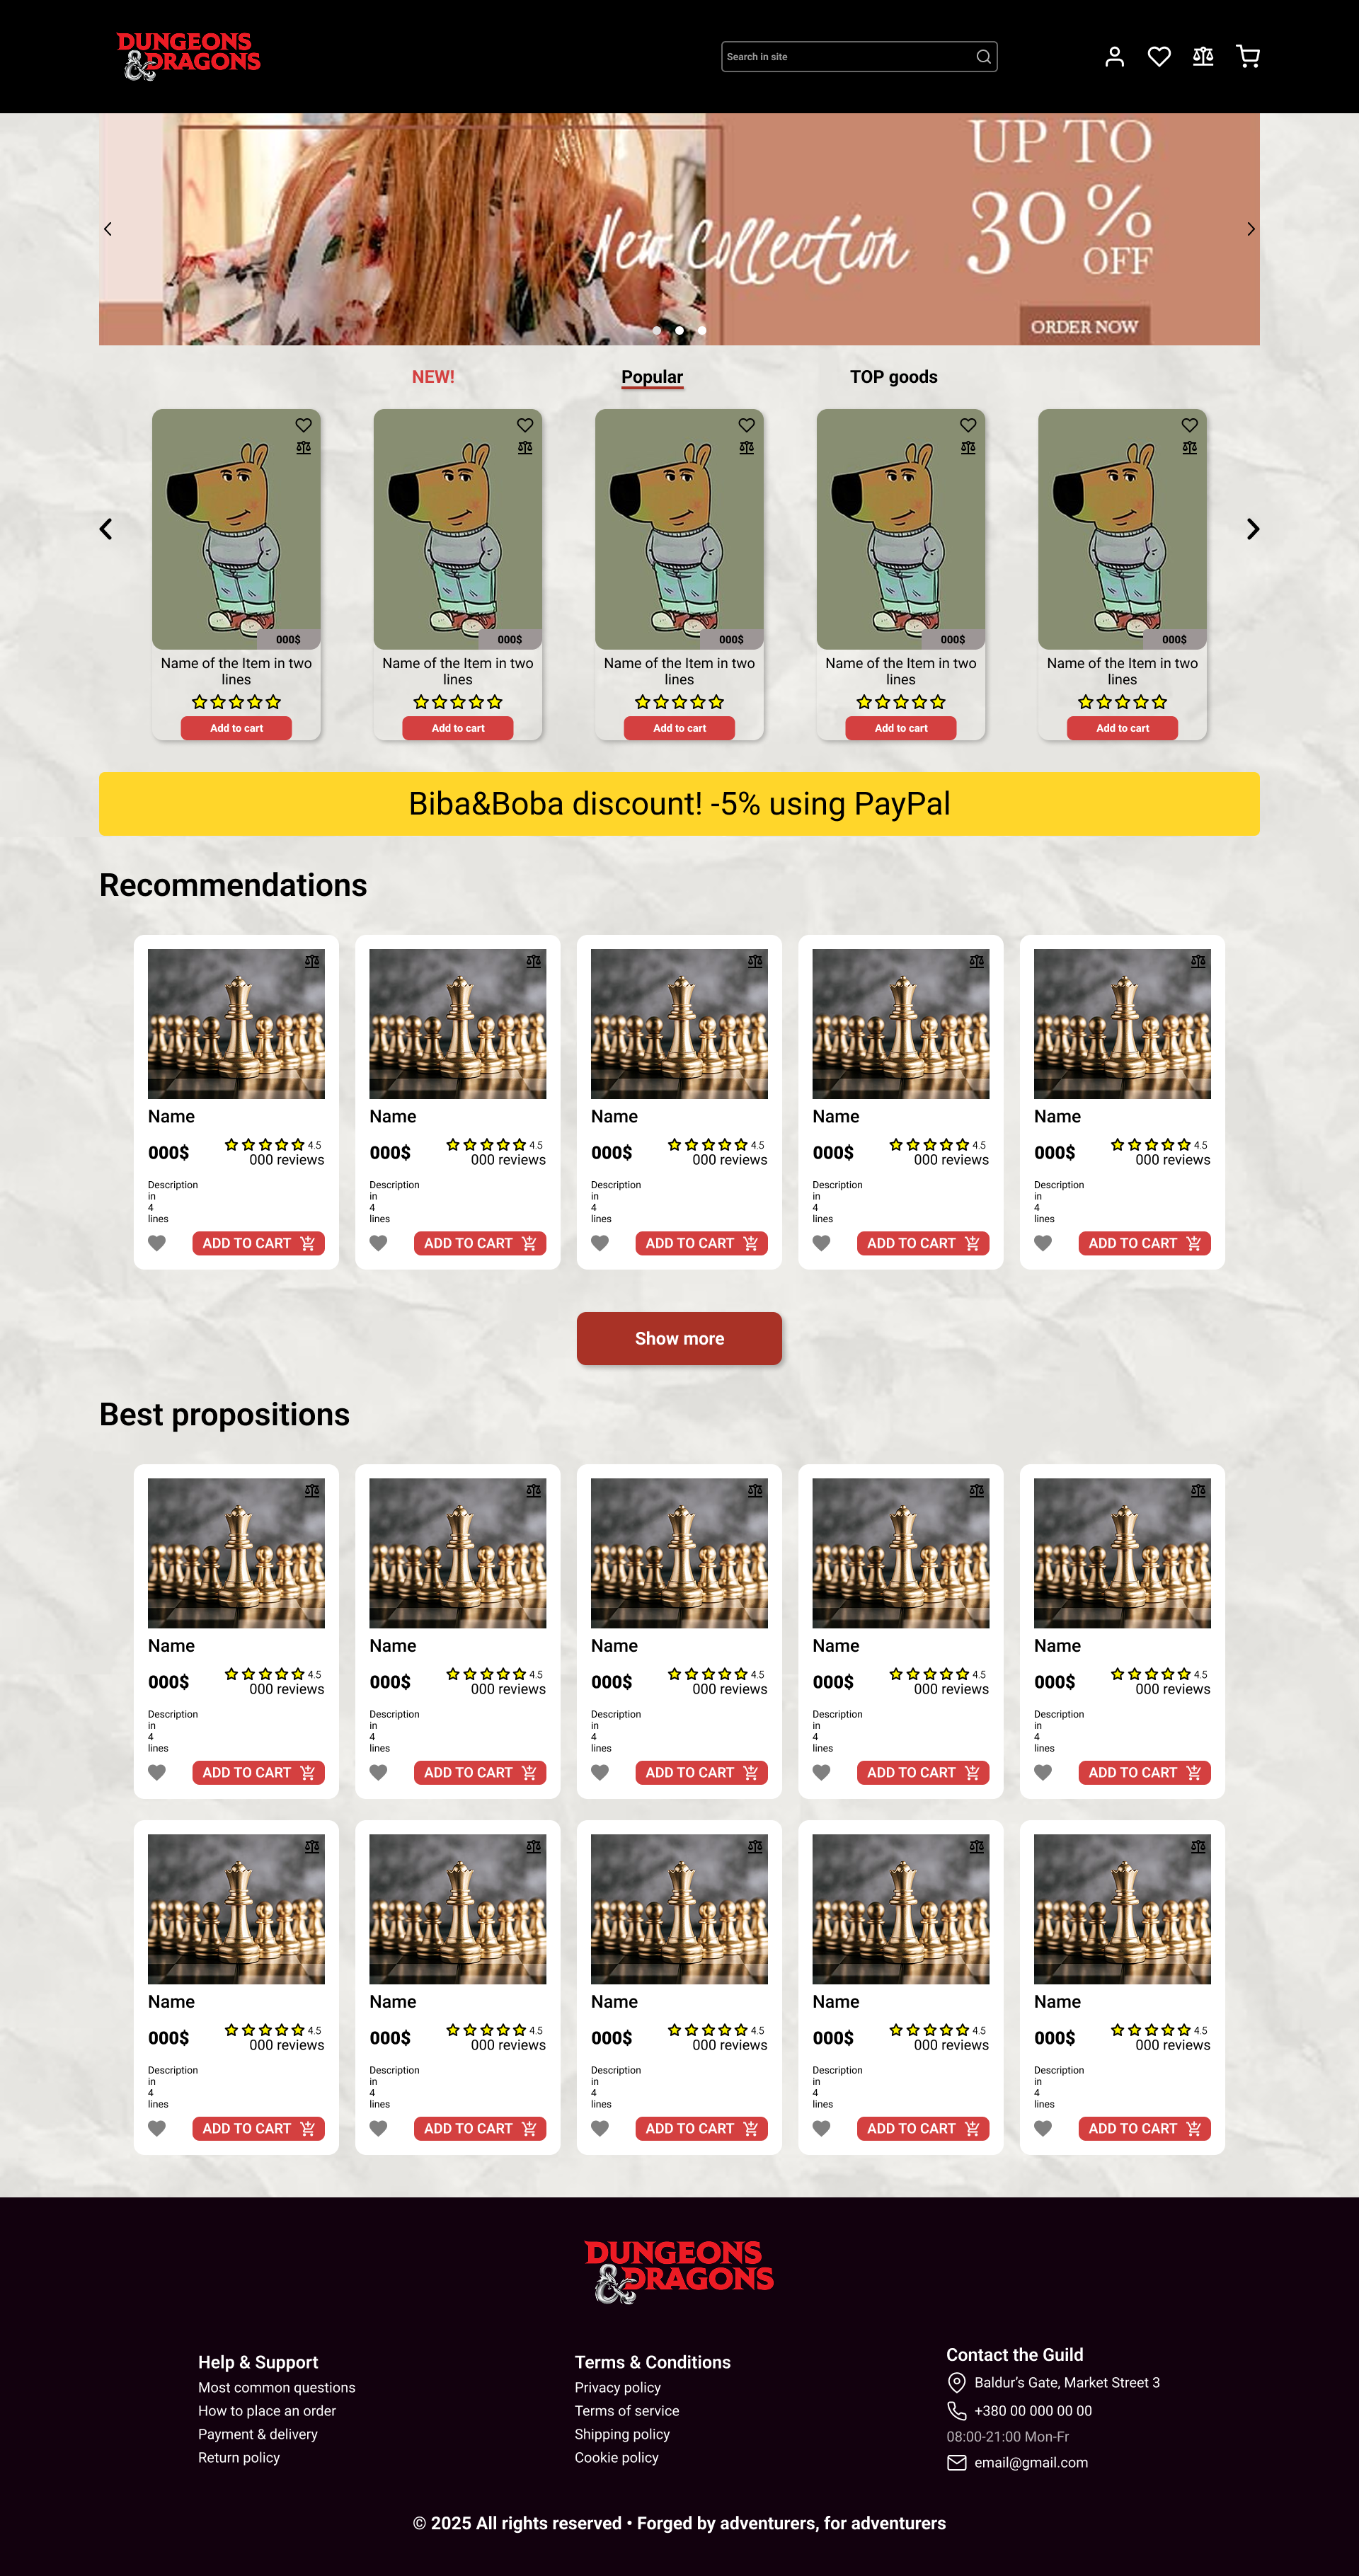 DUNGEONS
& DRAGONS
Search in site
UP TO
30 %
OFF
New Collection
ORDER NOW
NEW! Popular TOP goods
000$ 000$ 000$ 000$ 000$
Name of the Item in two Name of the Item in two Name of the Item in two Name of the Item in two Name of the Item in two
lines lines lines lines lines
Add to cart Add to cart Add to cart Add to cart Add to cart
Biba&Boba discount! -5% using PayPal
Recommendations
Name Name Name Name Name
000$ 4.5 000$ 4.5 000$ 4.5 000$ 4.5 000$ 4.5
000 reviews 000 reviews 000 reviews 000 reviews 000 reviews
Description Description Description Description Description
in in in in in
4 4 4 4 4
lines lines lines lines lines
ADD TO CART ADD TO CART ADD TO CART ADD TO CART ADD TO CART
Show more
Best propositions
Name Name Name Name Name
000$ 4.5 000$ 4.5 000$ 4.5 000$ 4.5 000$ 4.5
000 reviews 000 reviews 000 reviews 000 reviews 000 reviews
Description Description Description Description Description
in in in in in
4 4 4 4 4
lines lines lines lines lines
ADD TO CART ADD TO CART ADD TO CART ADD TO CART ADD TO CART
Name Name Name Name Name
000$ 4.5 000$ 4.5 000$ 4.5 000$ 4.5 000$ 4.5
000 reviews 000 reviews 000 reviews 000 reviews 000 reviews
Description Description Description Description Description
in in in in in
4 4 4 4 4
lines lines lines lines lines
ADD TO CART ADD TO CART ADD TO CART ADD TO CART ADD TO CART
DUNGEONS
& DRAGONS
Help & Support
Most common questions
How to place an order
Payment & delivery
Return policy
Terms & Conditions
Privacy policy
Terms of service
Shipping policy
Cookie policy
Contact the Guild
Baldur’s Gate, Market Street 3
+380 00 000 00 00
08:00-21:00 Mon-Fr
email@gmail.com
© 2025 All rights reserved • Forged by adventurers, for adventurers